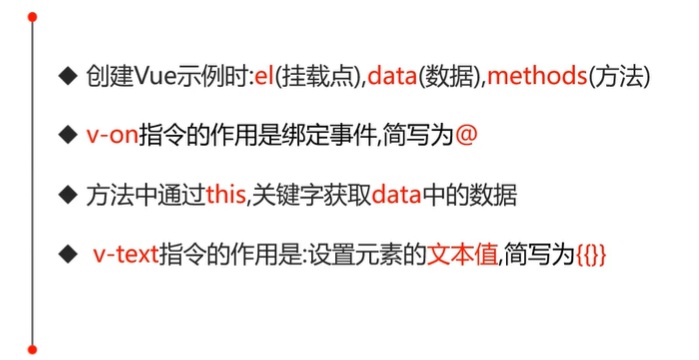 ◆ 创建Vue示例时:el(挂载点),data(数据),methods(方法)
◆ v-on指令的作用是绑定事件,简写为@
◆ 方法中通过this,关键字获取data中的数据
◆ v-text指令的作用是:设置元素的文本值,简写为{{}}